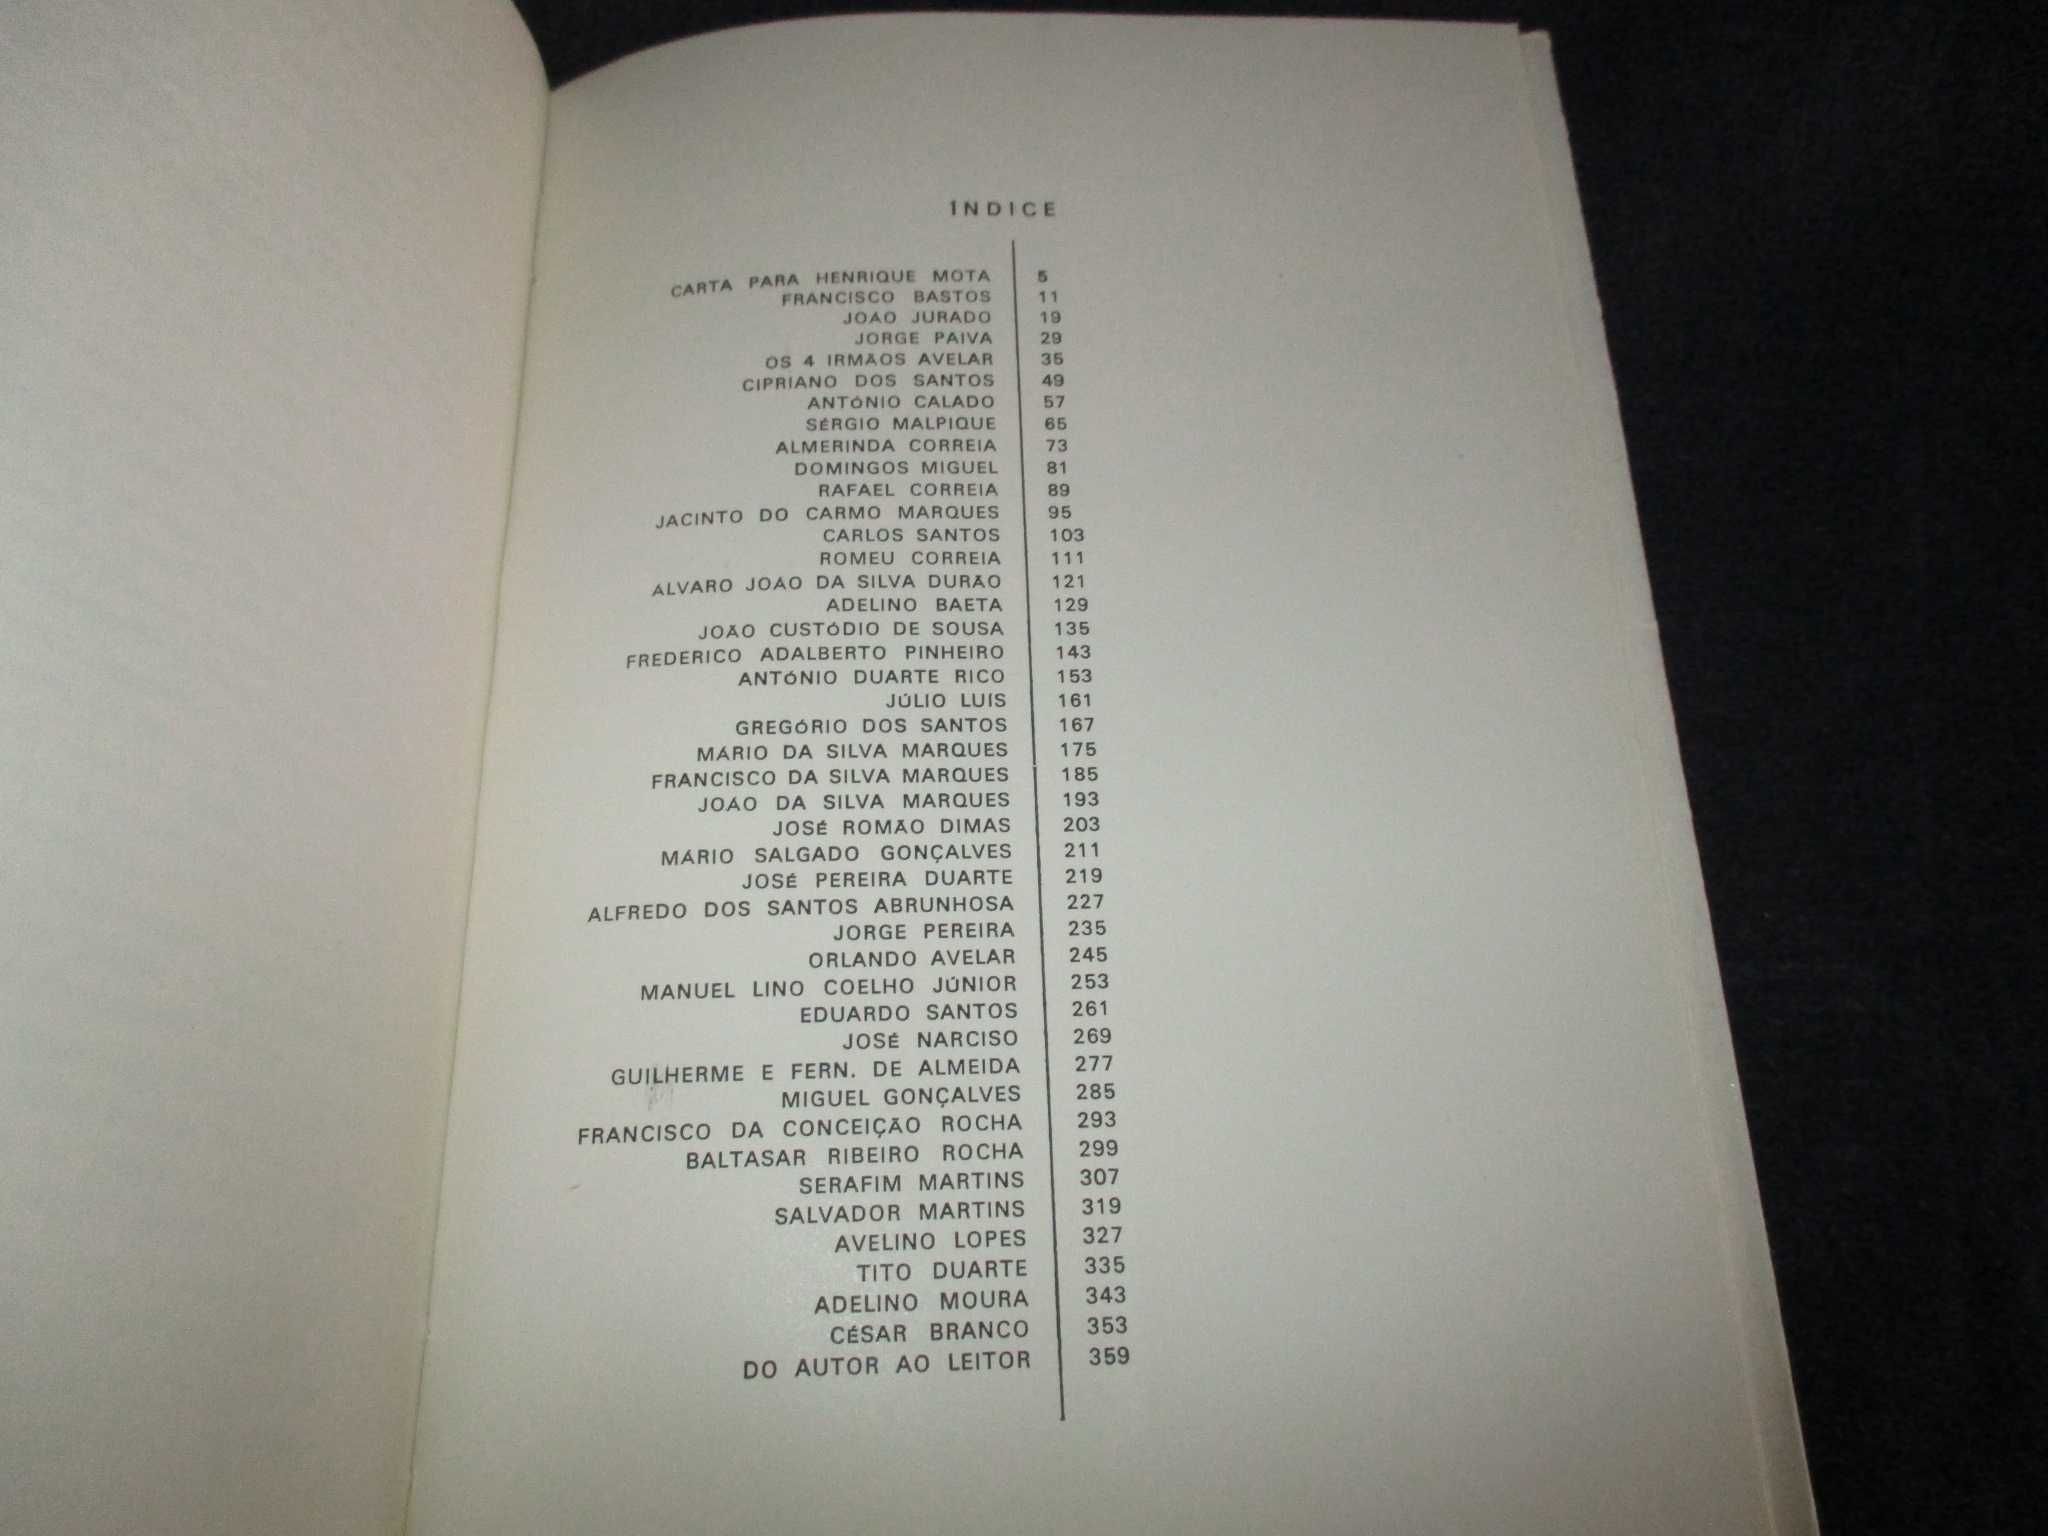 ÍNDICE
CARTA PARA HENRIQUE MOTA 5
FRANCISCO BASTOS 11
JOÃO JURADO 19
JORGE PAIVA 29
OS 4 IRMÃOS AVELAR 35
CIPRIANO DOS SANTOS 49
ANTÓNIO CALADO 57
SÉRGIO MALPIQUE 65
ALMERINDA CORREIA 73
DOMINGOS MIGUEL 81
RAFAEL CORREIA 89
JACINTO DO CARMO MARQUES 95
CARLOS SANTOS 103
ROMEU CORREIA 111
ÁLVARO JOÃO DA SILVA DURÃO 121
ADELINO BAETA 129
JOÃO CUSTÓDIO DE SOUSA 135
FREDERICO ADALBERTO PINHEIRO 143
ANTÓNIO DUARTE RICO 153
JÚLIO LUIS 161
GREGÓRIO DOS SANTOS 167
MÁRIO DA SILVA MARQUES 175
FRANCISCO DA SILVA MARQUES 185
JOÃO DA SILVA MARQUES 193
JOSÉ ROMÃO DIMAS 203
MÁRIO SALGADO GONÇALVES 211
JOSÉ PEREIRA DUARTE 219
ALFREDO DOS SANTOS ABRUNHOSA 227
JORGE PEREIRA 235
ORLANDO AVELAR 245
MANUEL LINO COELHO JÚNIOR 253
EDUARDO SANTOS 261
JOSÉ NARCISO 269
GUILHERME E FERN. DE ALMEIDA 277
MIGUEL GONÇALVES 285
FRANCISCO DA CONCEIÇÃO ROCHA 293
BALTASAR RIBEIRO ROCHA 299
SERAFIM MARTINS 307
SALVADOR MARTINS 319
AVELINO LOPES 327
TITO DUARTE 335
ADELINO MOURA 343
CÉSAR BRANCO 353
DO AUTOR AO LEITOR 359